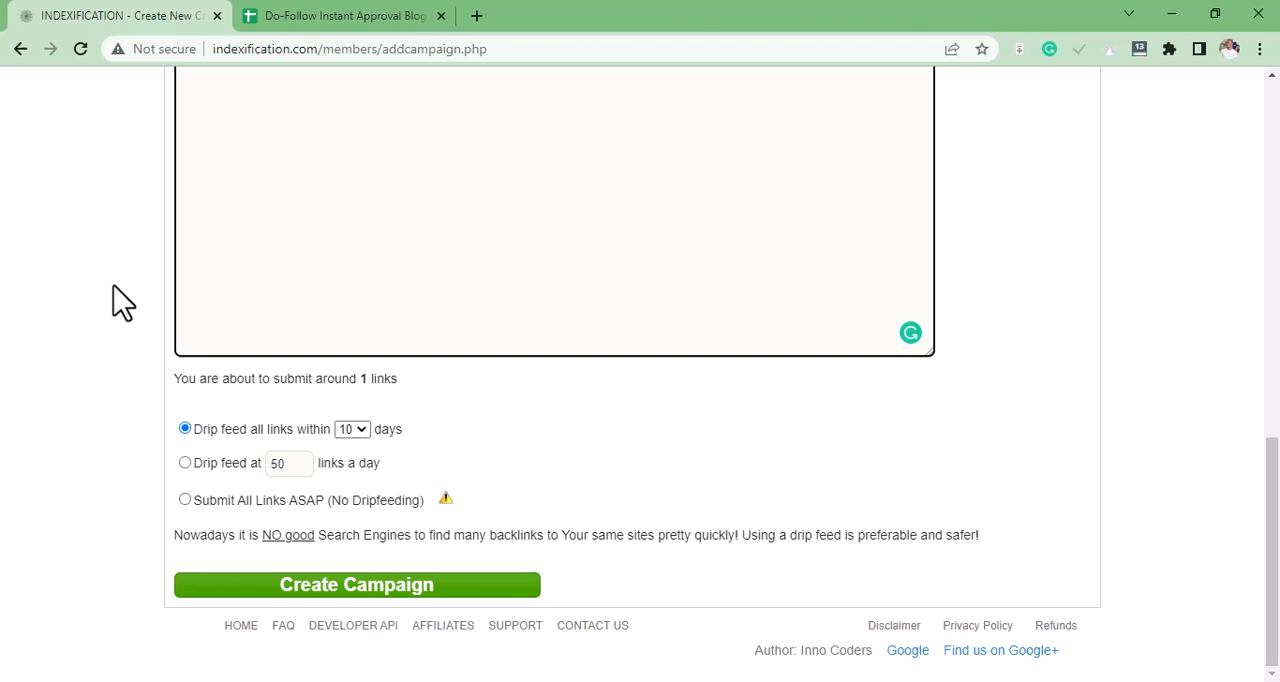 INDEXIFICATION - Create New Ca
Do-Follow Instant Approval Blog
Not secure
indexification.com/members/addcampaign.php
13
You are about to submit around 1 links
Drip feed all links within 10 days
Drip feed at 50 links a day
Submit All Links ASAP (No Dripfeeding)
Nowadays it is NO good Search Engines to find many backlinks to Your same sites pretty quickly! Using a drip feed is preferable and safer!
Create Campaign
HOME FAQ DEVELOPER API AFFILIATES SUPPORT CONTACT US Disclaimer Privacy Policy Refunds
Author: Inno Coders Google Find us on Google+